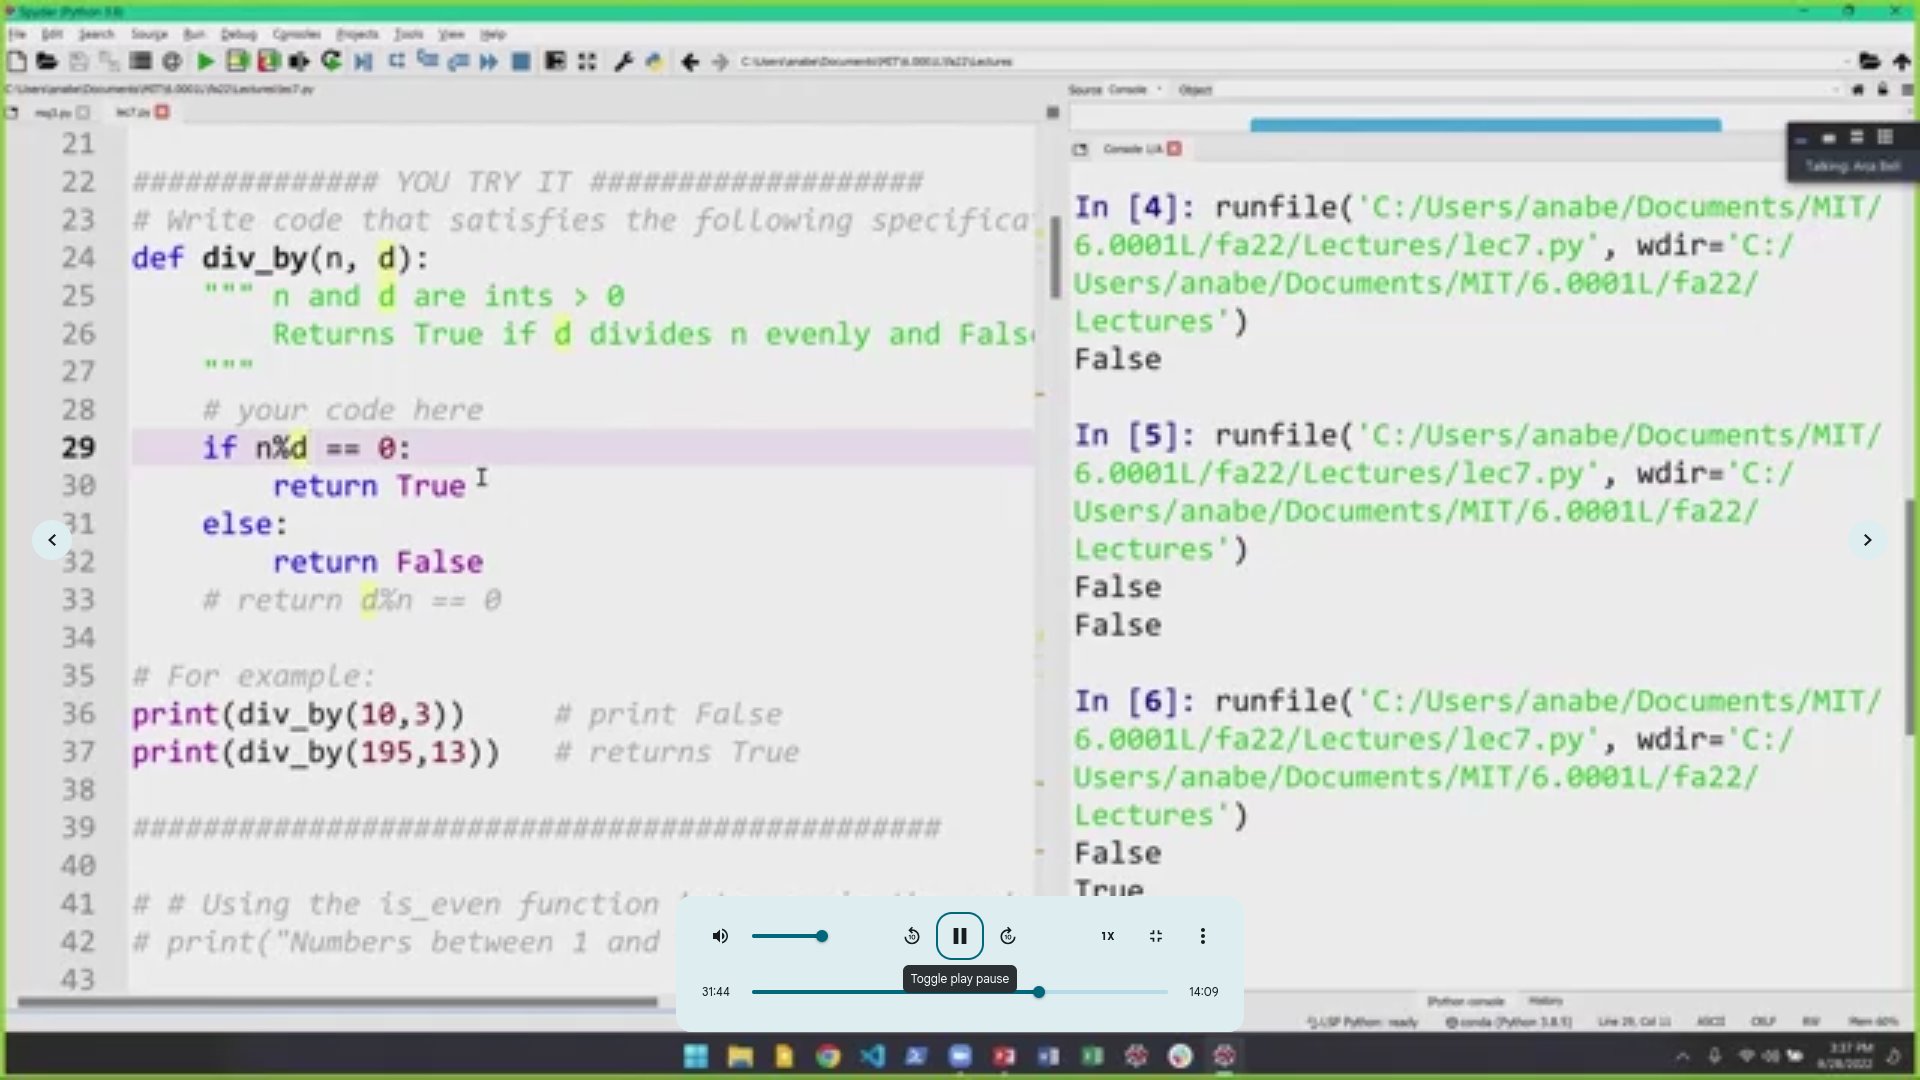 Spyder (Python 3.8)
File Edit Search Source Run Debug Consoles Projects Tools View Help
C:\Users\anabe\Documents\MIT\6.0001L\fa22\Lectures
C:\Users\anabe\Documents\MIT\6.0001L\fa22\Lectures\lec7.py
lec7.py
21
22 ############## YOU TRY IT ###################
23 # Write code that satisfies the following specifica
24 def div_by(n, d):
25 """ n and d are ints > 0
26 Returns True if d divides n evenly and Fals
27 """
28 # your code here
29 if n%d == 0:
30 return True
31 else:
32 return False
33 # return d%n == 0
34
35 # For example:
36 print(div_by(10,3)) # print False
37 print(div_by(195,13)) # returns True
38
39 ##############################################
40
41 # # Using the is_even function
42 # print("Numbers between 1 and
43
Source Console Object
Console 1/A
Talking: Ana Bell
In [4]: runfile('C:/Users/anabe/Documents/MIT/
6.0001L/fa22/Lectures/lec7.py', wdir='C:/
Users/anabe/Documents/MIT/6.0001L/fa22/
Lectures')
False
In [5]: runfile('C:/Users/anabe/Documents/MIT/
6.0001L/fa22/Lectures/lec7.py', wdir='C:/
Users/anabe/Documents/MIT/6.0001L/fa22/
Lectures')
False
False
In [6]: runfile('C:/Users/anabe/Documents/MIT/
6.0001L/fa22/Lectures/lec7.py', wdir='C:/
Users/anabe/Documents/MIT/6.0001L/fa22/
Lectures')
False
True
10 10 1X
Toggle play pause
31:44 14:09
IPython console History
LSP Python: ready conda (Python 3.8.5) Line 29, Col 11 ASCII CRLF RW Mem 60%
3:37 PM